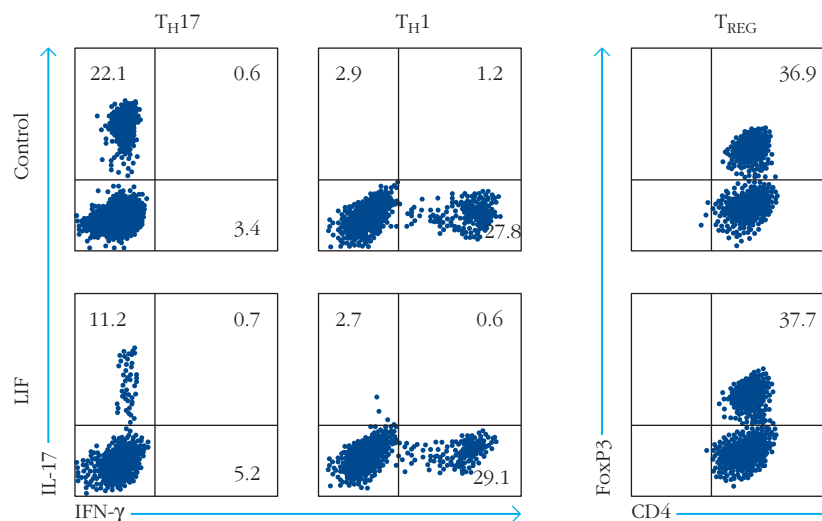 TH17 TH1 TREG
Control
22.1 0.6 2.9 1.2 36.9
3.4 27.8
LIF
11.2 0.7 2.7 0.6 37.7
5.2 29.1
IL-17 FoxP3
IFN-γ CD4